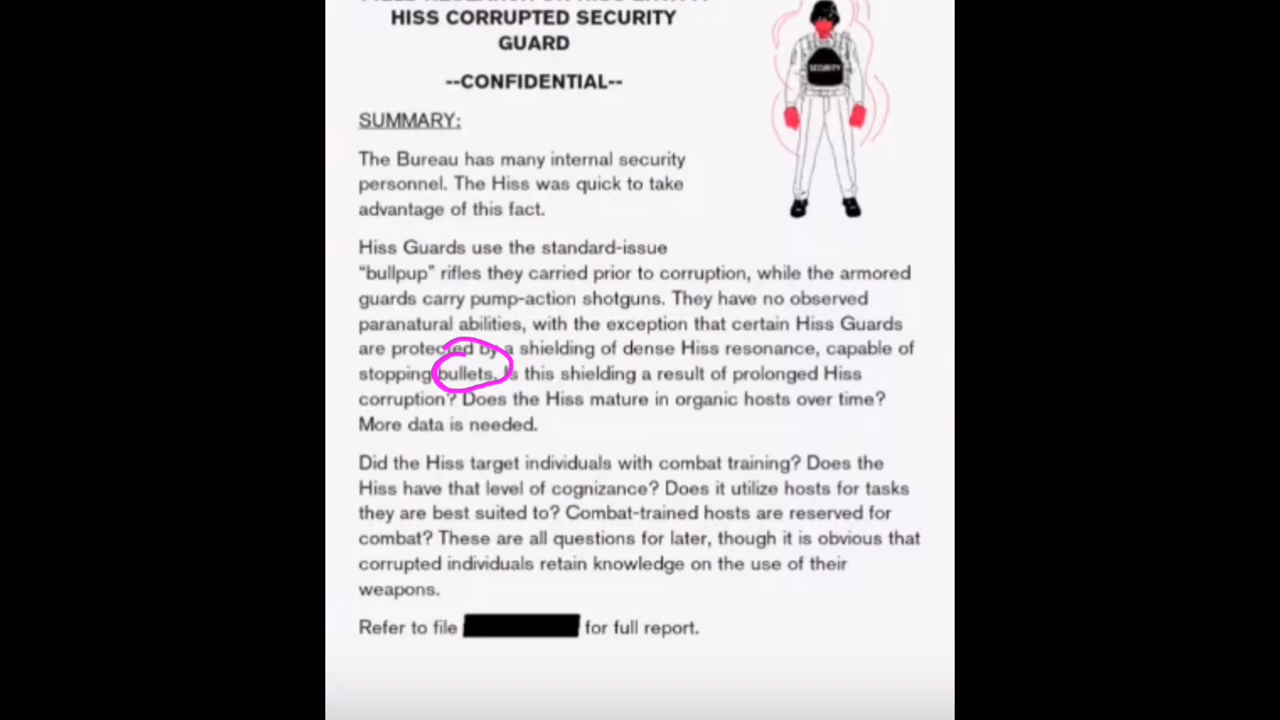 HISS CORRUPTED SECURITY
GUARD
--CONFIDENTIAL--
SECURITY
SUMMARY:
The Bureau has many internal security
personnel. The Hiss was quick to take
advantage of this fact.
Hiss Guards use the standard-issue
“bullpup” rifles they carried prior to corruption, while the armored
guards carry pump-action shotguns. They have no observed
paranatural abilities, with the exception that certain Hiss Guards
are protected by a shielding of dense Hiss resonance, capable of
stopping bullets. Is this shielding a result of prolonged Hiss
corruption? Does the Hiss mature in organic hosts over time?
More data is needed.
Did the Hiss target individuals with combat training? Does the
Hiss have that level of cognizance? Does it utilize hosts for tasks
they are best suited to? Combat-trained hosts are reserved for
combat? These are all questions for later, though it is obvious that
corrupted individuals retain knowledge on the use of their
weapons.
Refer to file for full report.